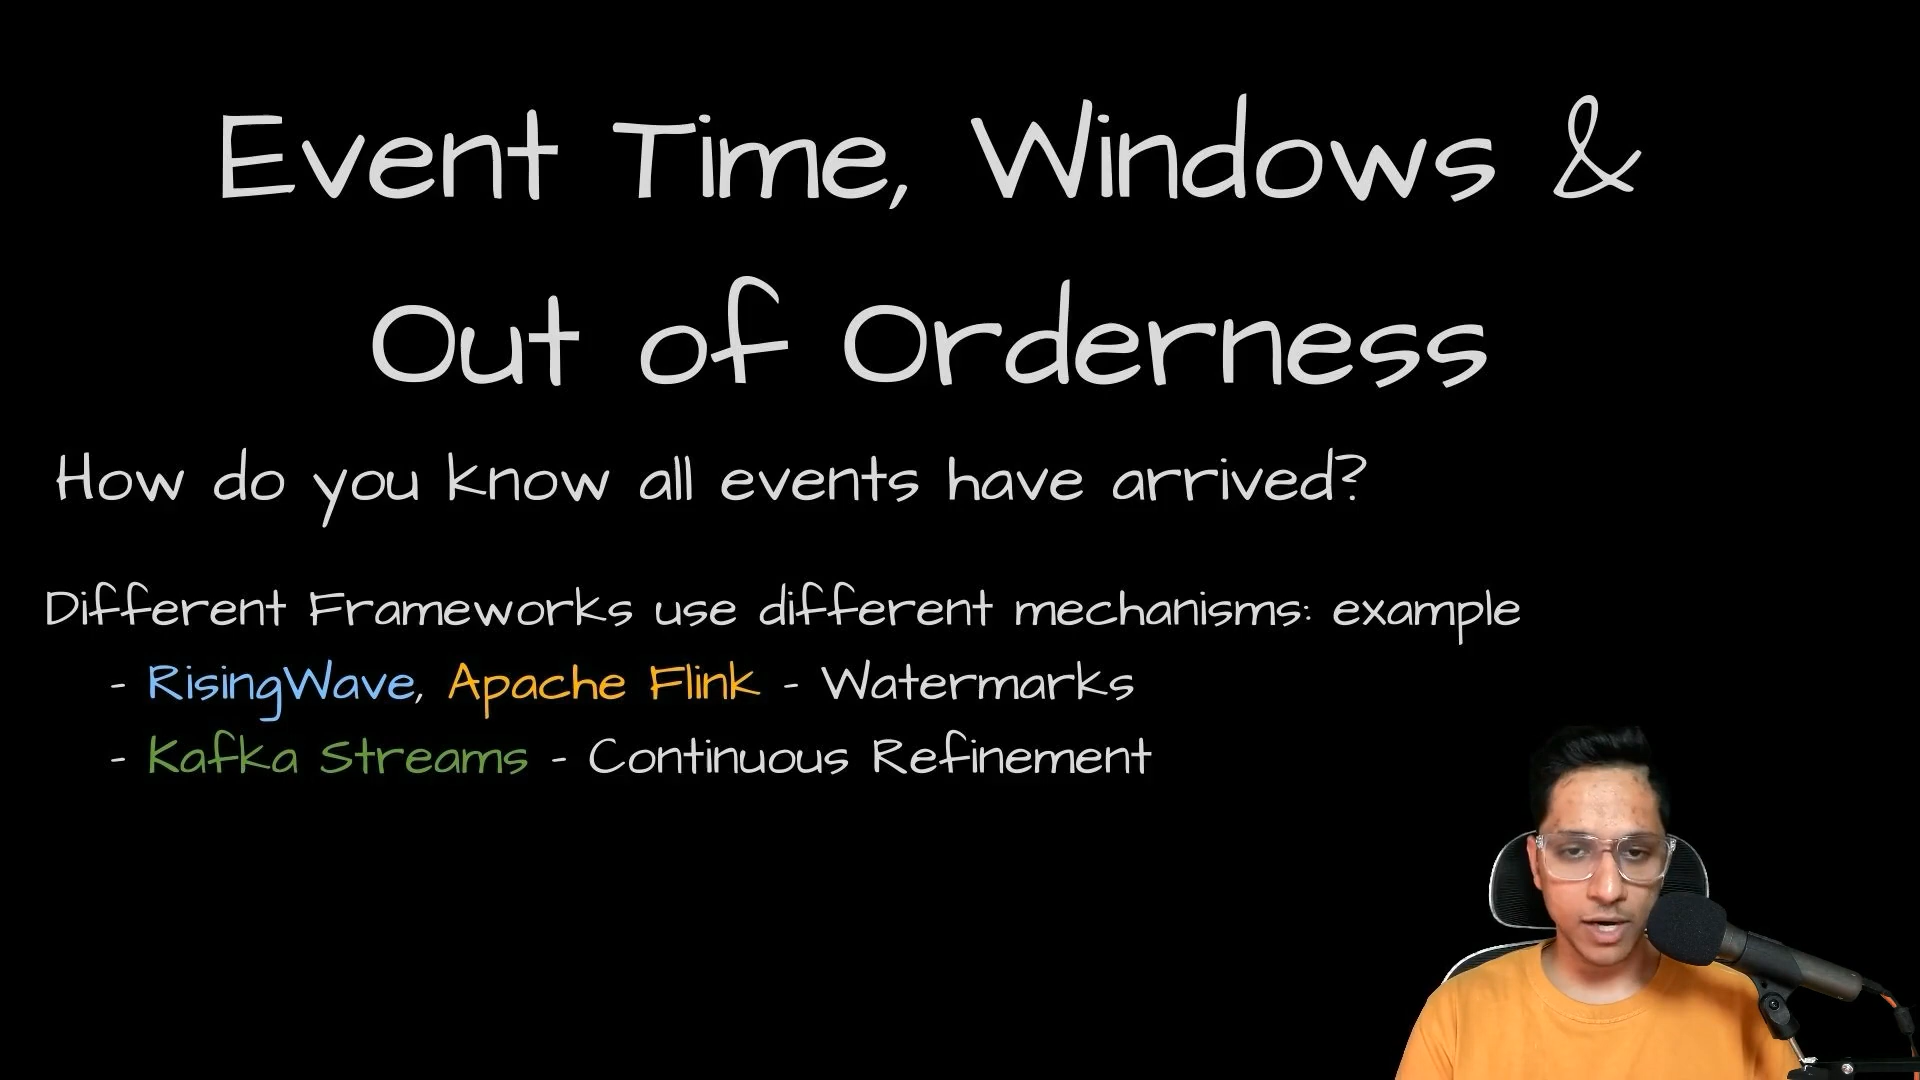 Event Time, Windows &
Out of Orderness
How do you know all events have arrived?
Different Frameworks use different mechanisms: example
- RisingWave, Apache Flink - Watermarks
- Kafka Streams - Continuous Refinement